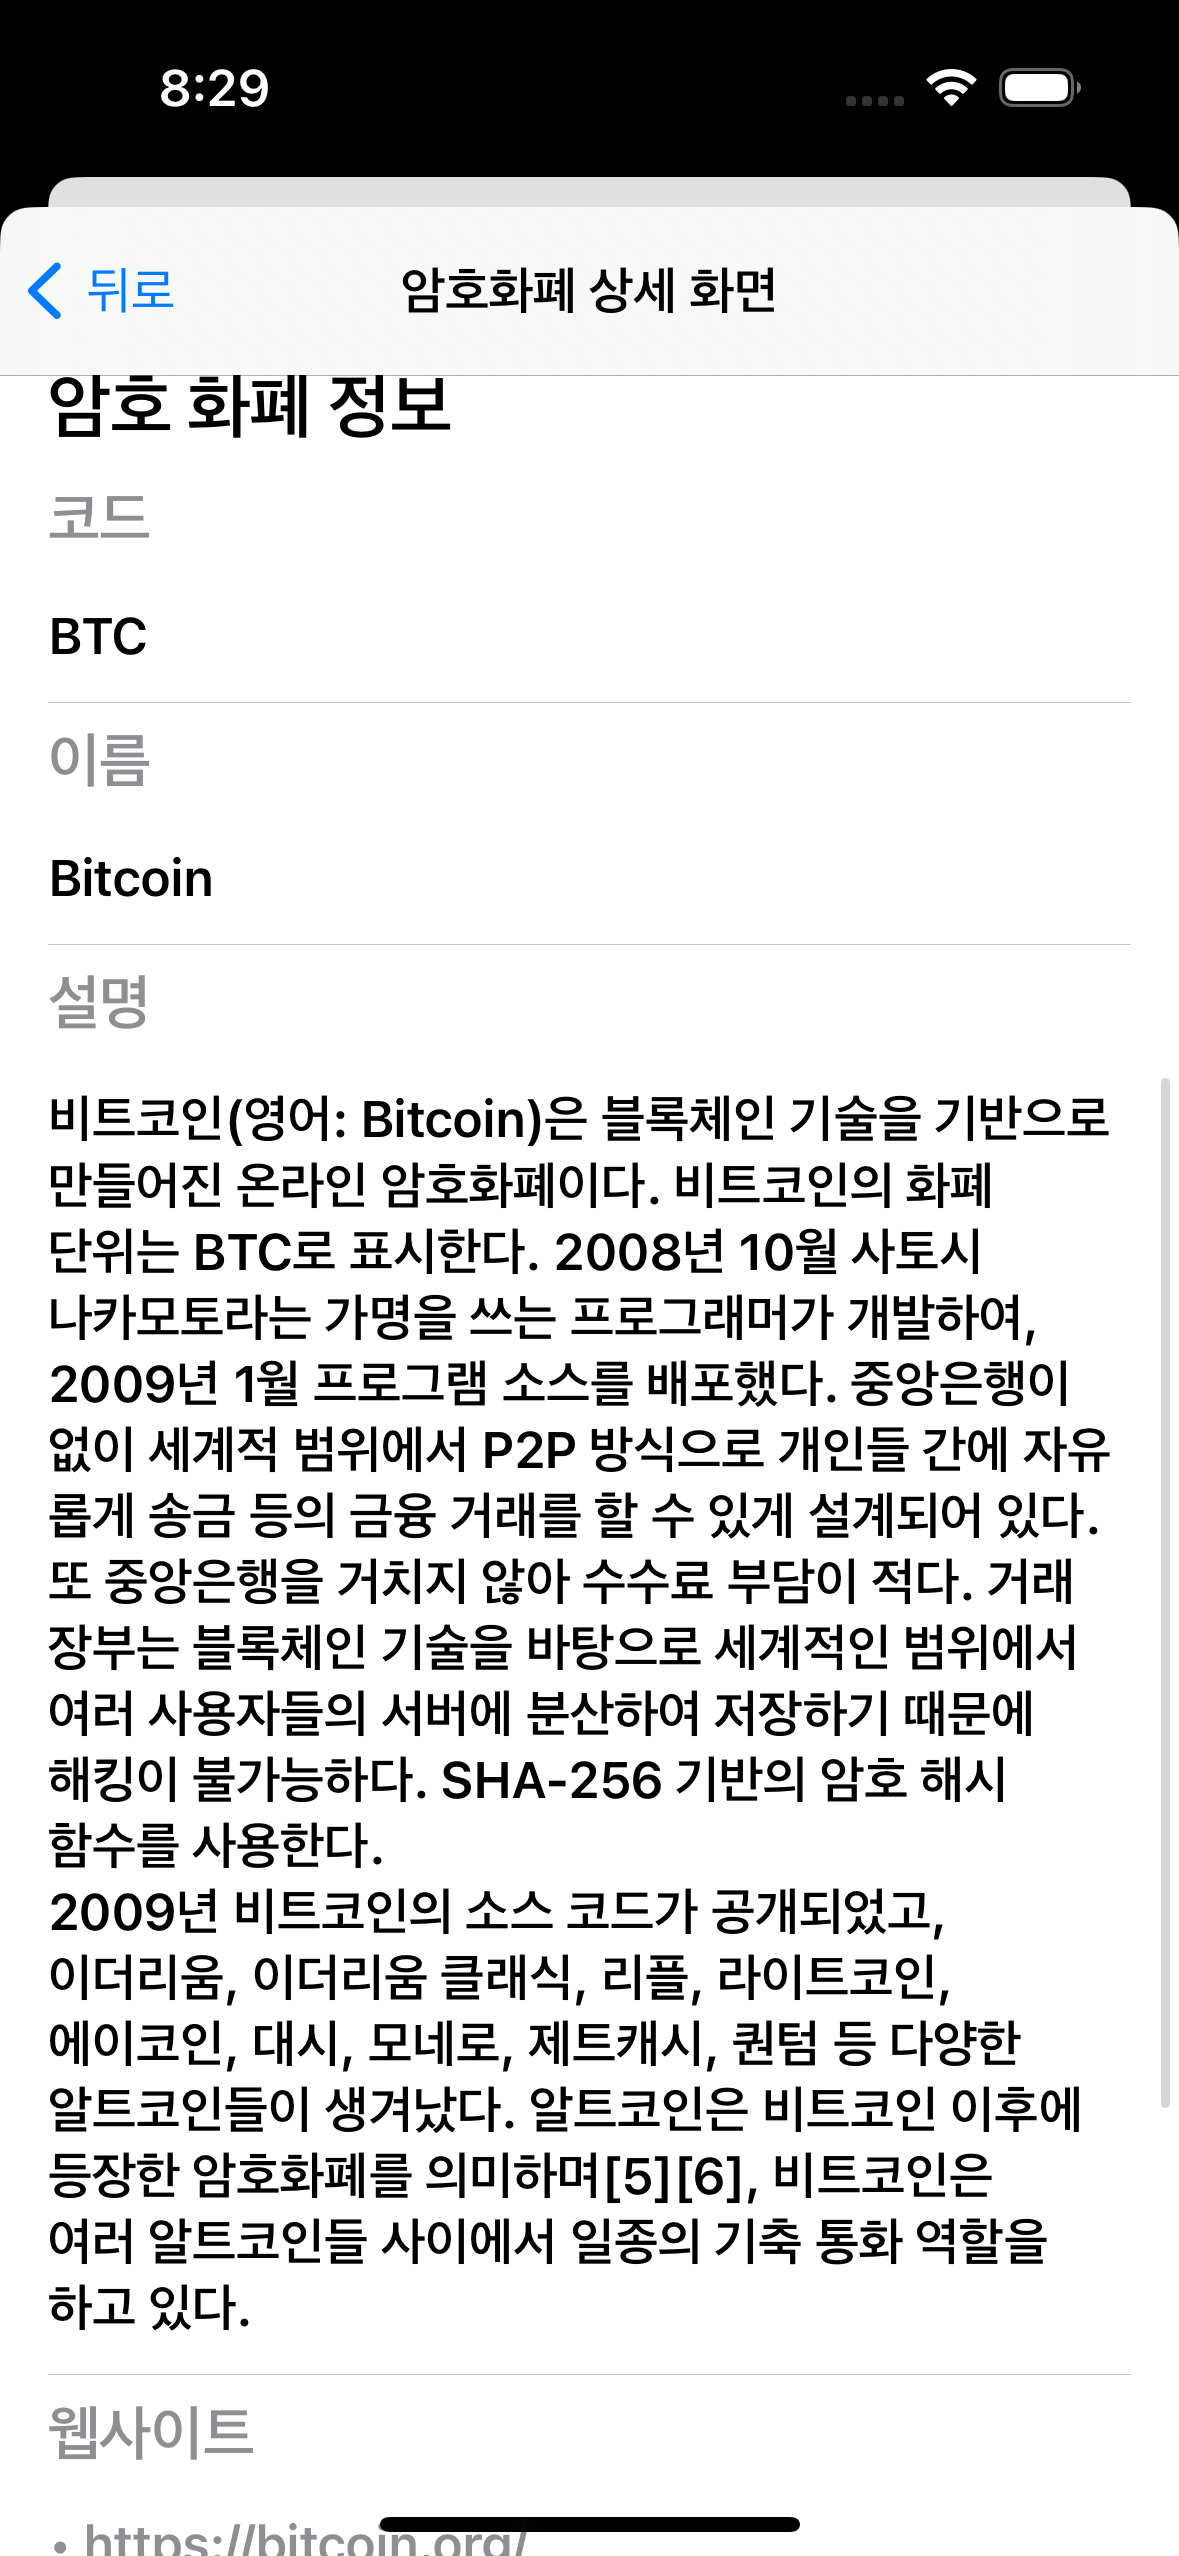 8:29
뒤로
암호화폐 상세 화면
암호 화폐 정보
코드
BTC
이름
Bitcoin
설명
비트코인(영어: Bitcoin)은 블록체인 기술을 기반으로
만들어진 온라인 암호화폐이다. 비트코인의 화폐
단위는 BTC로 표시한다. 2008년 10월 사토시
나카모토라는 가명을 쓰는 프로그래머가 개발하여,
2009년 1월 프로그램 소스를 배포했다. 중앙은행이
없이 세계적 범위에서 P2P 방식으로 개인들 간에 자유
롭게 송금 등의 금융 거래를 할 수 있게 설계되어 있다.
또 중앙은행을 거치지 않아 수수료 부담이 적다. 거래
장부는 블록체인 기술을 바탕으로 세계적인 범위에서
여러 사용자들의 서버에 분산하여 저장하기 때문에
해킹이 불가능하다. SHA-256 기반의 암호 해시
함수를 사용한다.
2009년 비트코인의 소스 코드가 공개되었고,
이더리움, 이더리움 클래식, 리플, 라이트코인,
에이코인, 대시, 모네로, 제트캐시, 퀀텀 등 다양한
알트코인들이 생겨났다. 알트코인은 비트코인 이후에
등장한 암호화폐를 의미하며[5][6], 비트코인은
여러 알트코인들 사이에서 일종의 기축 통화 역할을
하고 있다.
웹사이트
• https://bitcoin.org/